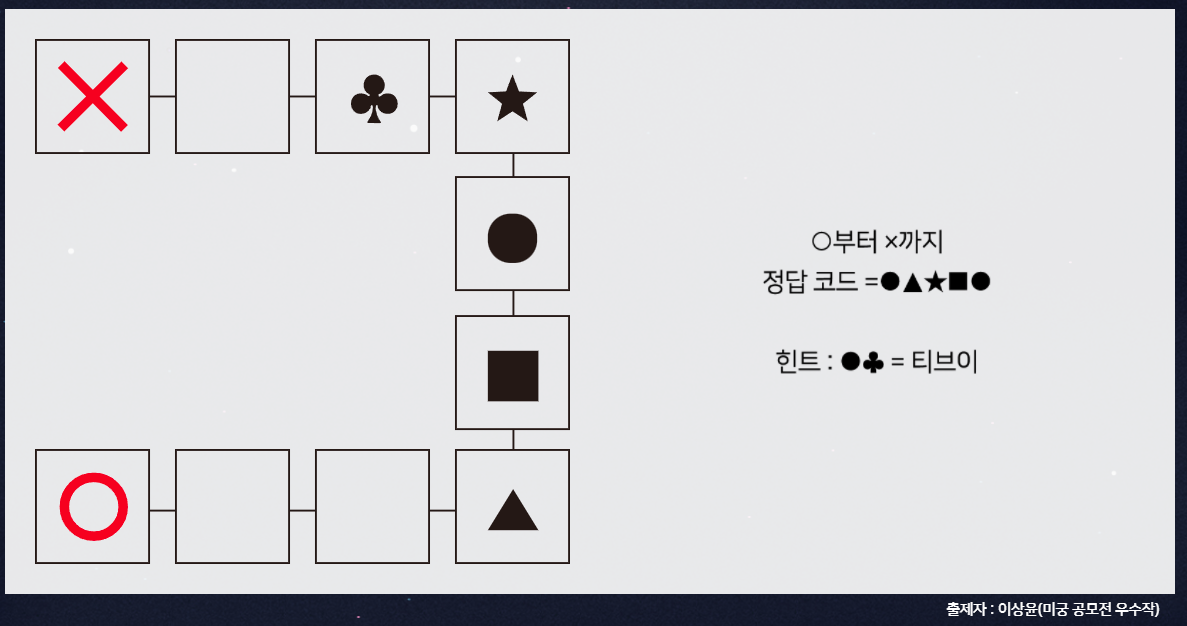 ○부터 ×까지
정답 코드 =●▲★■●
힌트 : ●♣ = 티브이
출제자 : 이상윤(미궁 공모전 우수작)